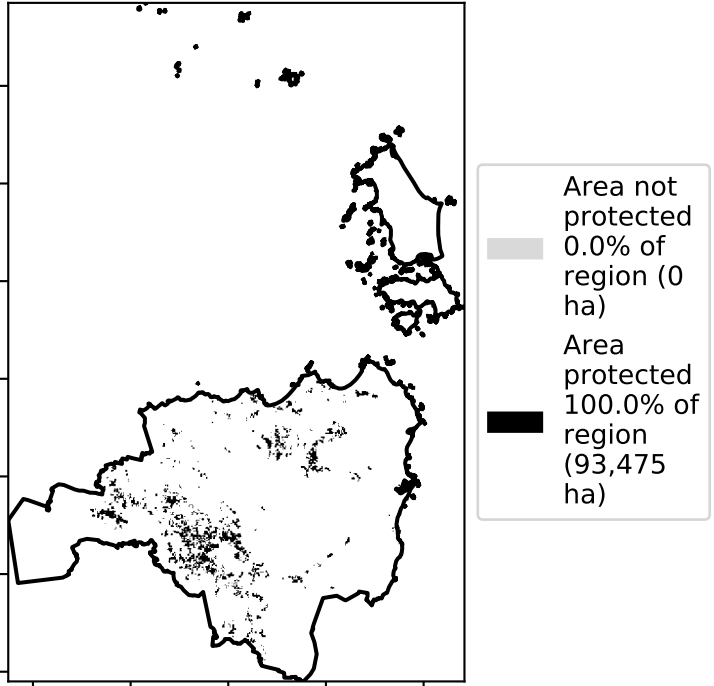 Area not
protected
0.0% of
region (0
ha)
Area
protected
100.0% of
region
(93,475
ha)